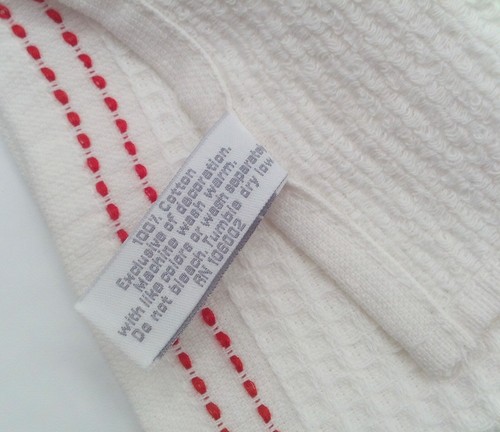 100% Cotton
Exclusive of decoration.
Machine wash warm,
with like colors or wash separate
Do not bleach. Tumble dry low
RN 106002